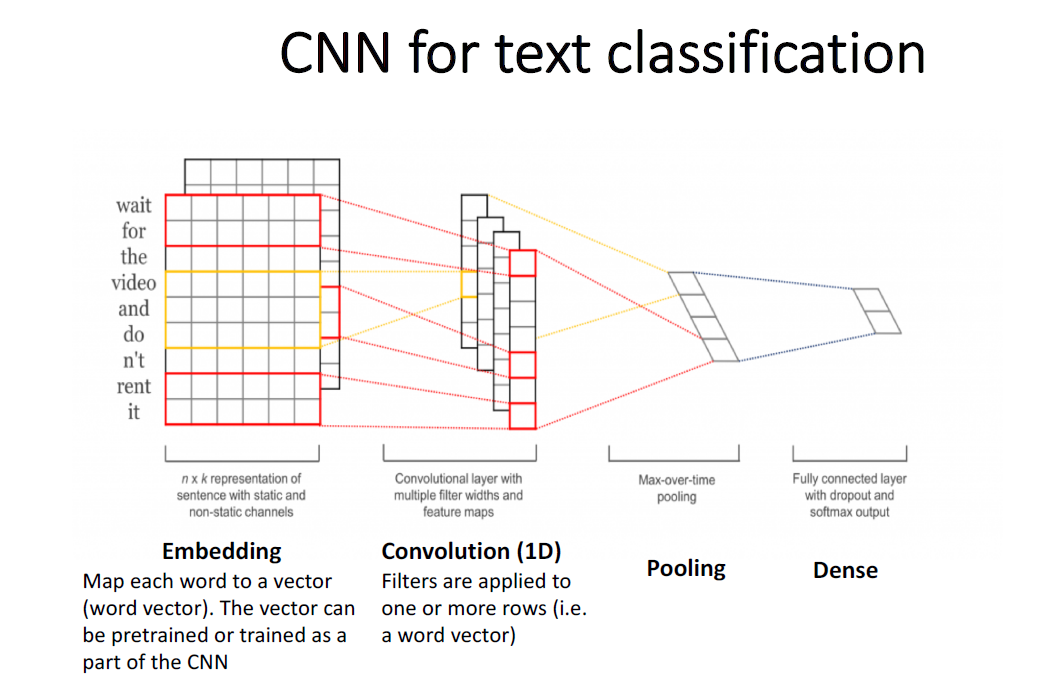 CNN for text classification
wait
for
the
video
and
do
n't
rent
it
n x k representation of
sentence with static and
non-static channels
Convolutional layer with
multiple filter widths and
feature maps
Max-over-time
pooling
Fully connected layer
with dropout and
softmax output
Embedding
Map each word to a vector
(word vector). The vector can
be pretrained or trained as a
part of the CNN
Convolution (1D)
Filters are applied to
one or more rows (i.e.
a word vector)
Pooling
Dense